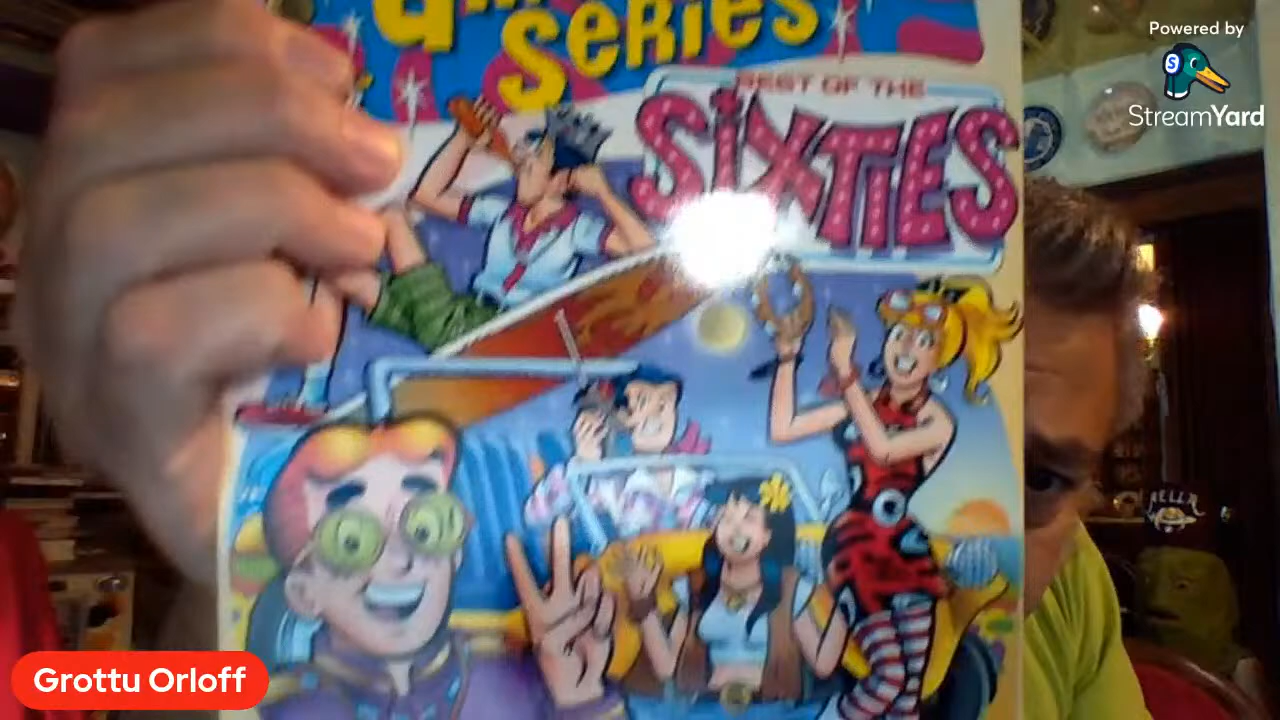 Powered by
StreamYard
SERIES
BEST OF THE
SIXTIES
Grottu Orloff